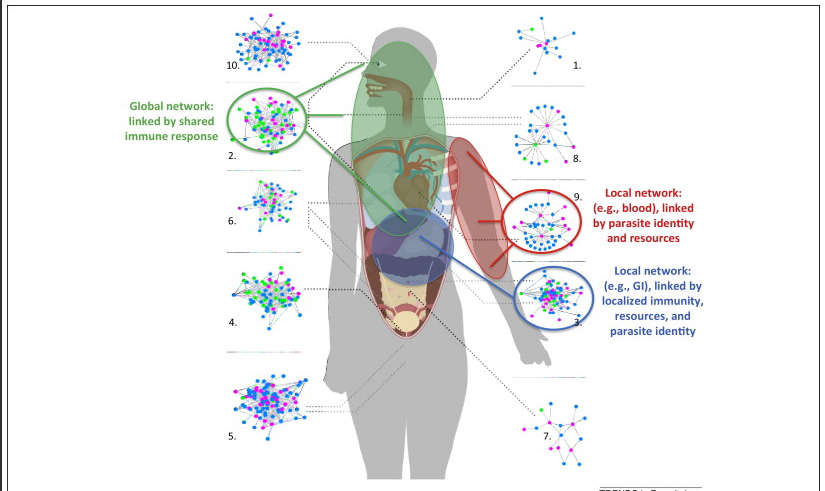 10.
1.
Global network:
linked by shared
immune response
2.
8.
9.
Local network:
(e.g., blood), linked
by parasite identity
and resources
6.
Local network:
(e.g., GI), linked by
localized immunity,
resources, and
parasite identity
3.
4.
5.
7.